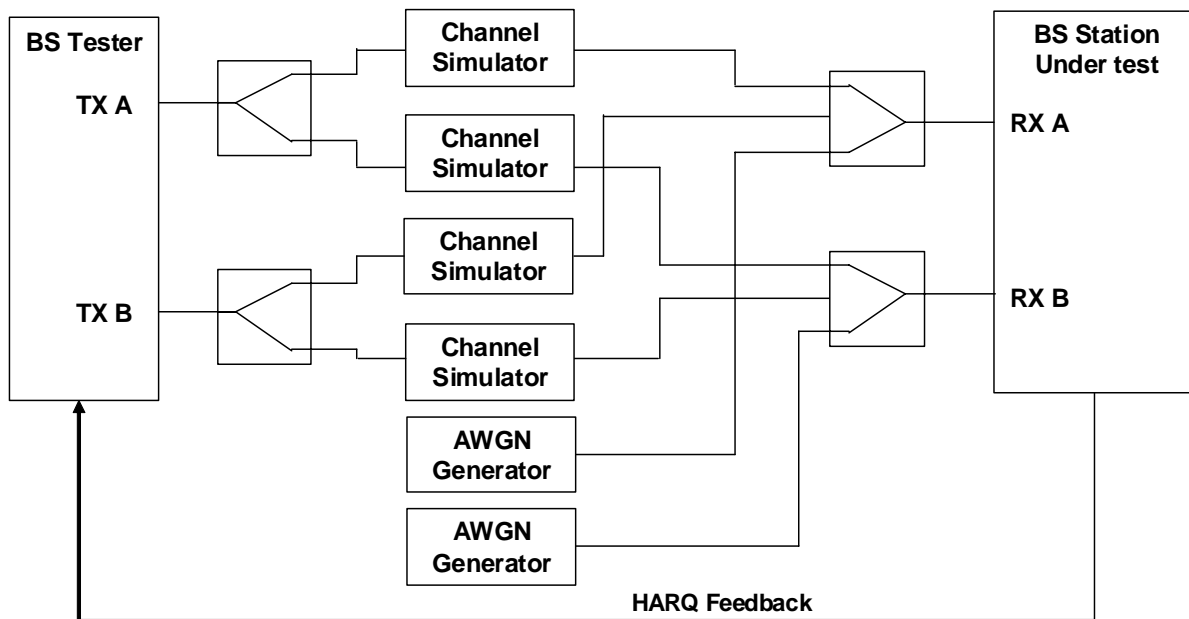 BS Tester
TX A
TX B
Channel
Simulator
Channel
Simulator
Channel
Simulator
Channel
Simulator
AWGN
Generator
AWGN
Generator
BS Station
Under test
RX A
RX B
HARQ Feedback